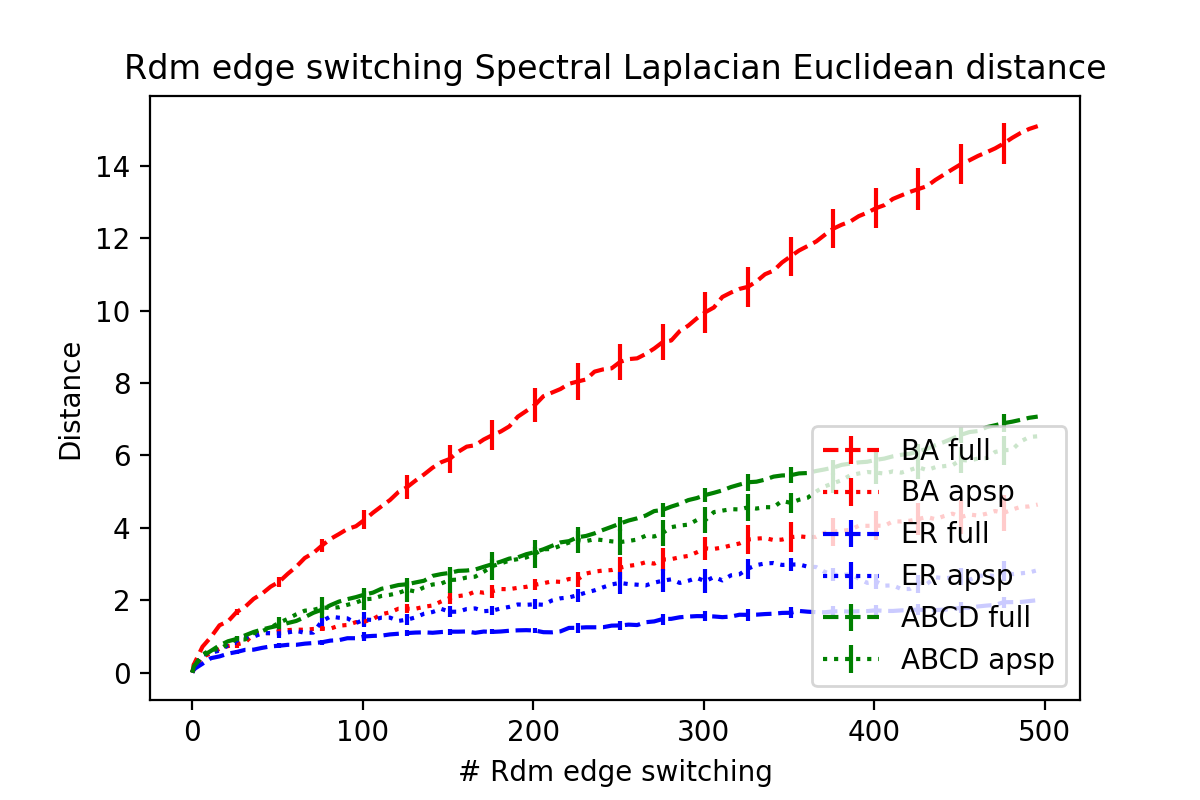 Rdm edge switching Spectral Laplacian Euclidean distance
14
12
10
8
6
4
2
0
Distance
BA full
BA apsp
ER full
ER apsp
ABCD full
ABCD apsp
0 100 200 300 400 500
# Rdm edge switching